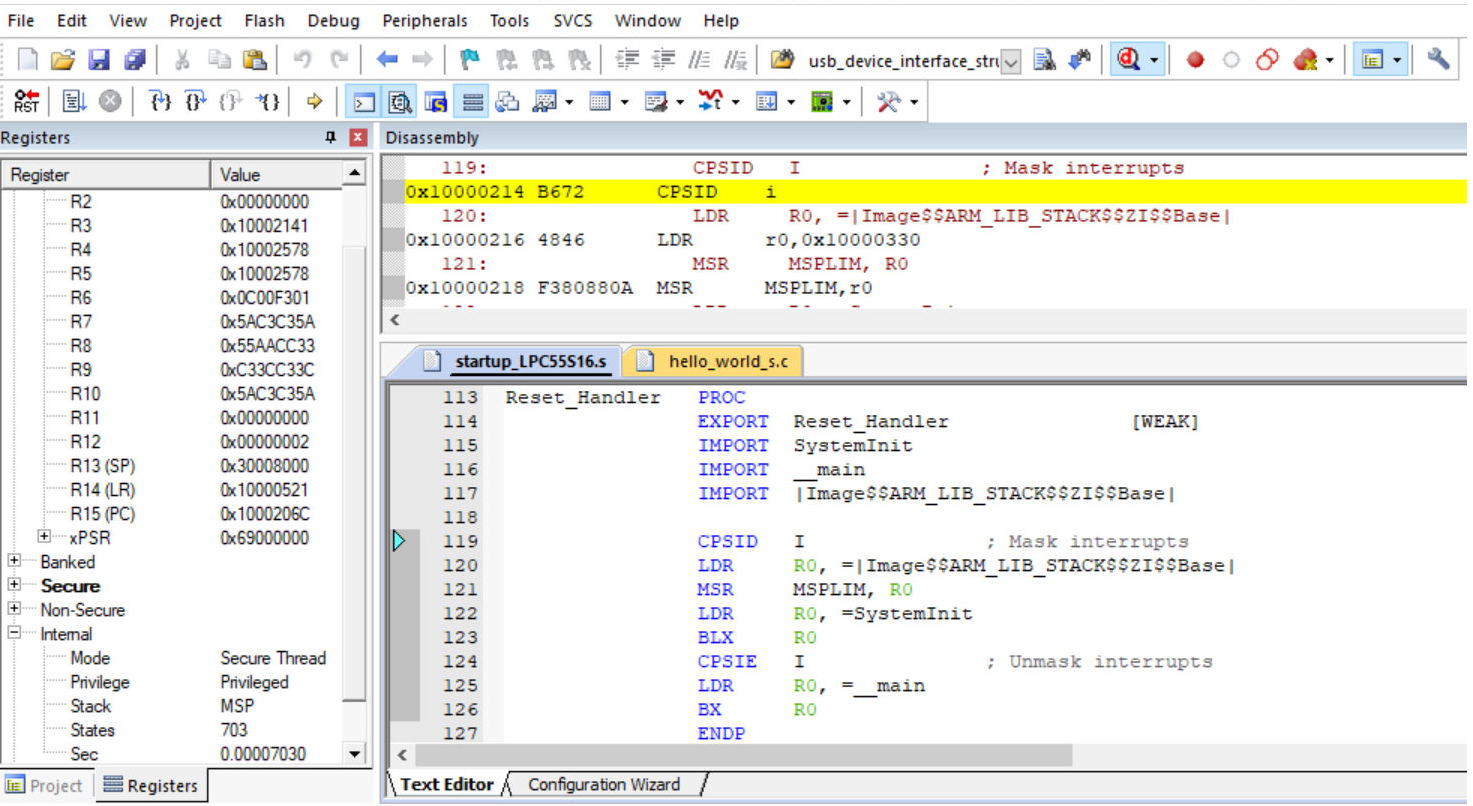 File Edit View Project Flash Debug Peripherals Tools SVCS Window Help
usb_device_interface_stru
RST
Registers
Register Value
R2 0x00000000
R3 0x10002141
R4 0x10002578
R5 0x10002578
R6 0x0C00F301
R7 0x5AC3C35A
R8 0x55AACC33
R9 0xC33CC33C
R10 0x5AC3C35A
R11 0x00000000
R12 0x00000002
R13 (SP) 0x30008000
R14 (LR) 0x10000521
R15 (PC) 0x1000206C
xPSR 0x69000000
Banked
Secure
Non-Secure
Internal
Mode Secure Thread
Privilege Privileged
Stack MSP
States 703
Sec 0.00007030
Project Registers
Disassembly
119: CPSID I ; Mask interrupts
0x10000214 B672 CPSID i
120: LDR R0, =|Image$$ARM_LIB_STACK$$ZI$$Base|
0x10000216 4846 LDR r0,0x10000330
121: MSR MSPLIM, R0
0x10000218 F380880A MSR MSPLIM,r0
startup_LPC55S16.s hello_world_s.c
113 Reset_Handler PROC
114 EXPORT Reset_Handler [WEAK]
115 IMPORT SystemInit
116 IMPORT __main
117 IMPORT |Image$$ARM_LIB_STACK$$ZI$$Base|
118
119 CPSID I ; Mask interrupts
120 LDR R0, =|Image$$ARM_LIB_STACK$$ZI$$Base|
121 MSR MSPLIM, R0
122 LDR R0, =SystemInit
123 BLX R0
124 CPSIE I ; Unmask interrupts
125 LDR R0, =__main
126 BX R0
127 ENDP
Text Editor Configuration Wizard